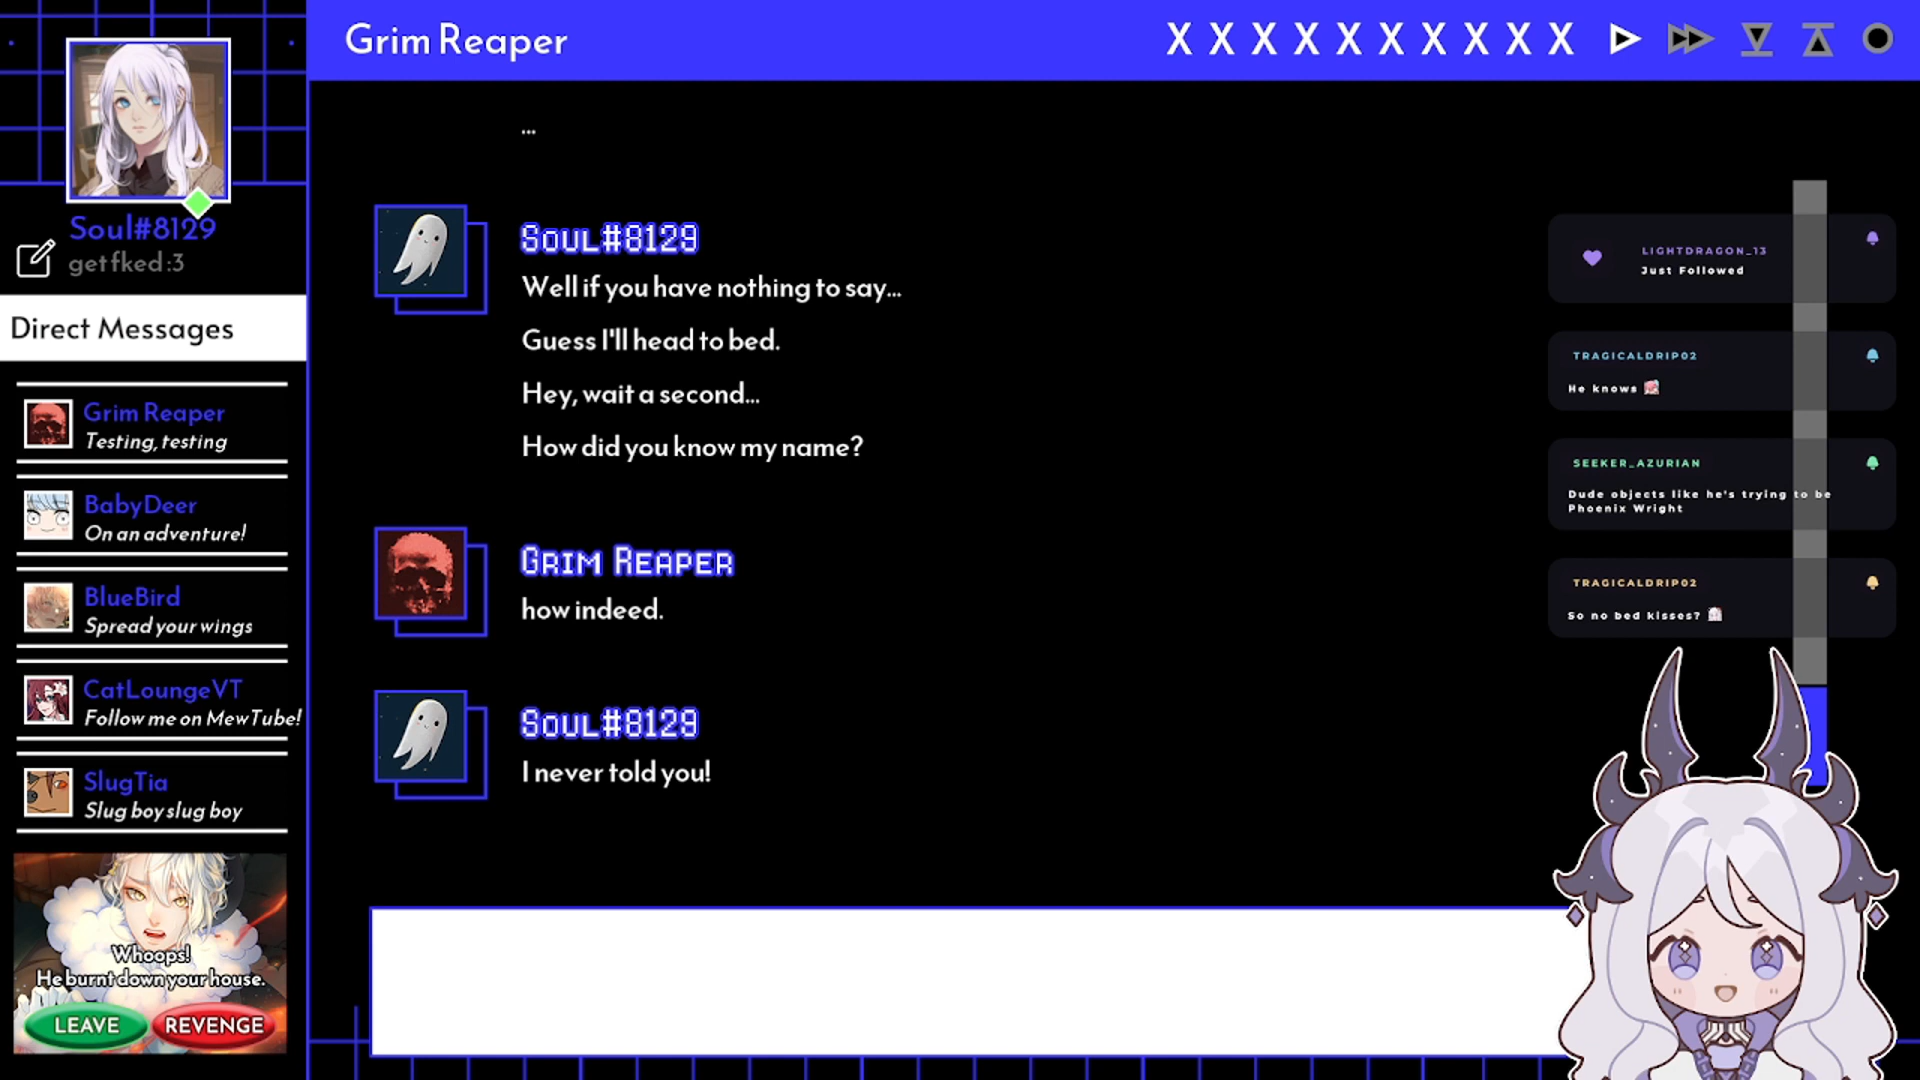 Grim Reaper
X X X X X X X X X X
Soul#8129
get fked :3
Direct Messages
Grim Reaper
Testing, testing
BabyDeer
On an adventure!
BlueBird
Spread your wings
CatLoungeVT
Follow me on MewTube!
SlugTia
Slug boy slug boy
Whoops!
He burnt down your house.
LEAVE
REVENGE
...
Soul#8129
Well if you have nothing to say...
Guess I'll head to bed.
Hey, wait a second...
How did you know my name?
Grim Reaper
how indeed.
Soul#8129
I never told you!
LIGHTDRAGON_13
Just Followed
TRAGICALDRIP02
He knows
SEEKER_AZURIAN
Dude objects like he's trying to be
Phoenix Wright
TRAGICALDRIP02
So no bed kisses?